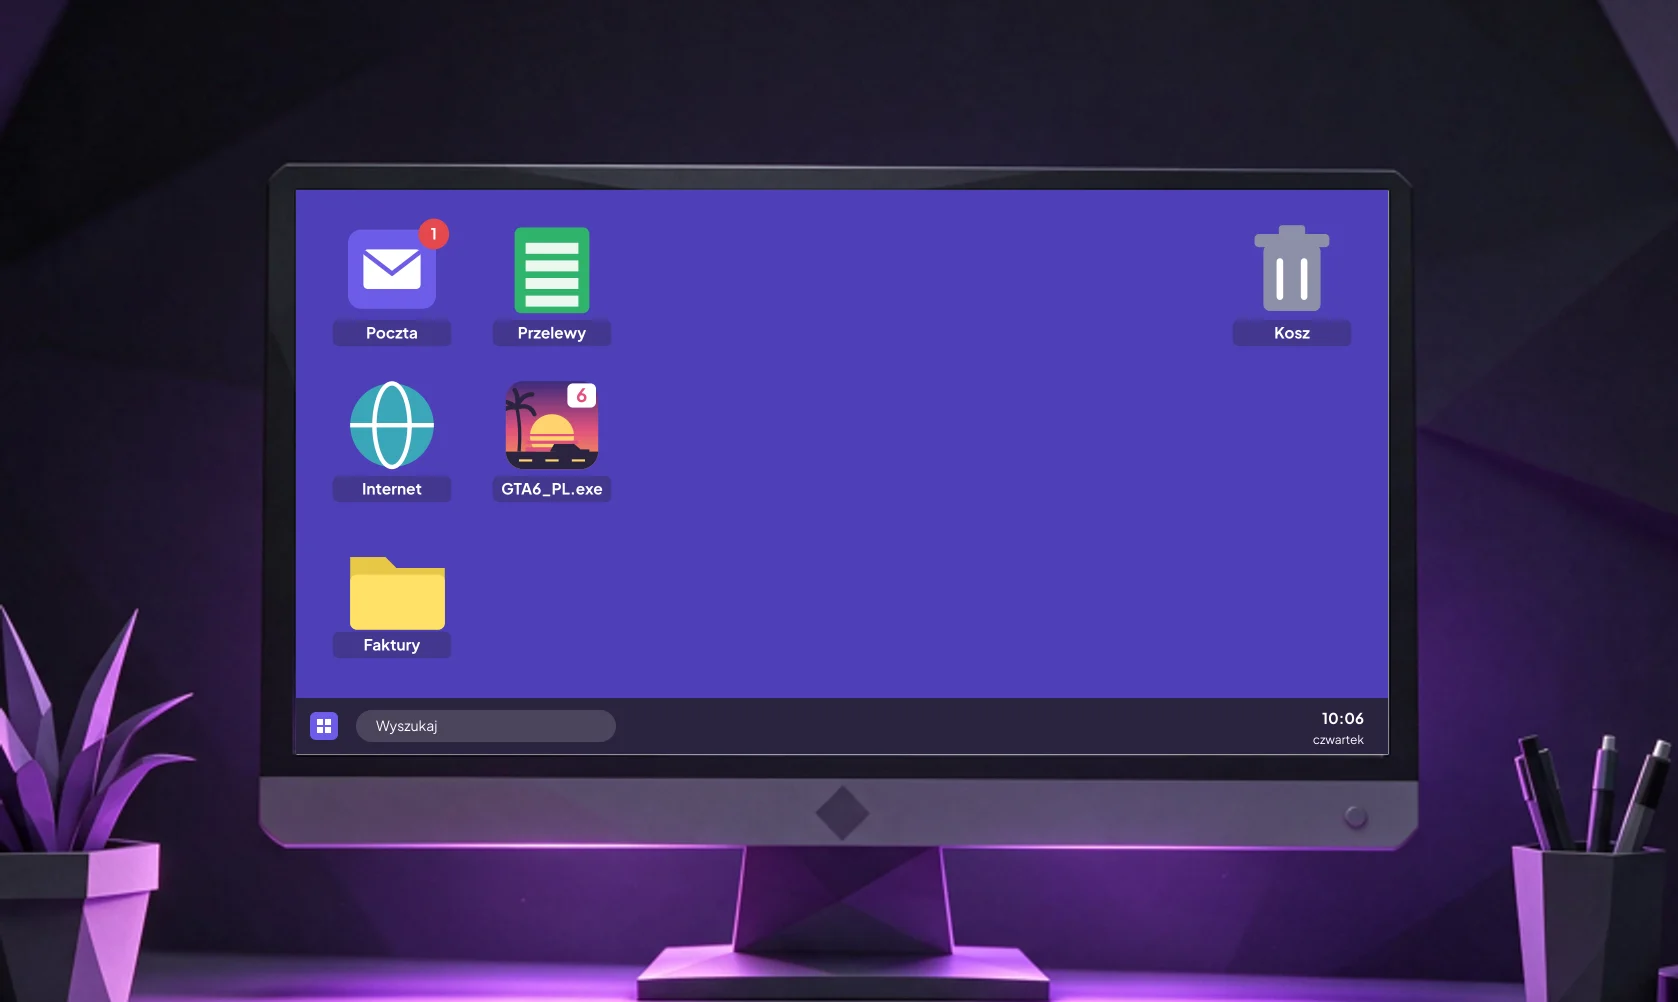 1
Poczta
Przelewy
Kosz
6
Internet
GTA6_PL.exe
Faktury
Wyszukaj
10:06
czwartek